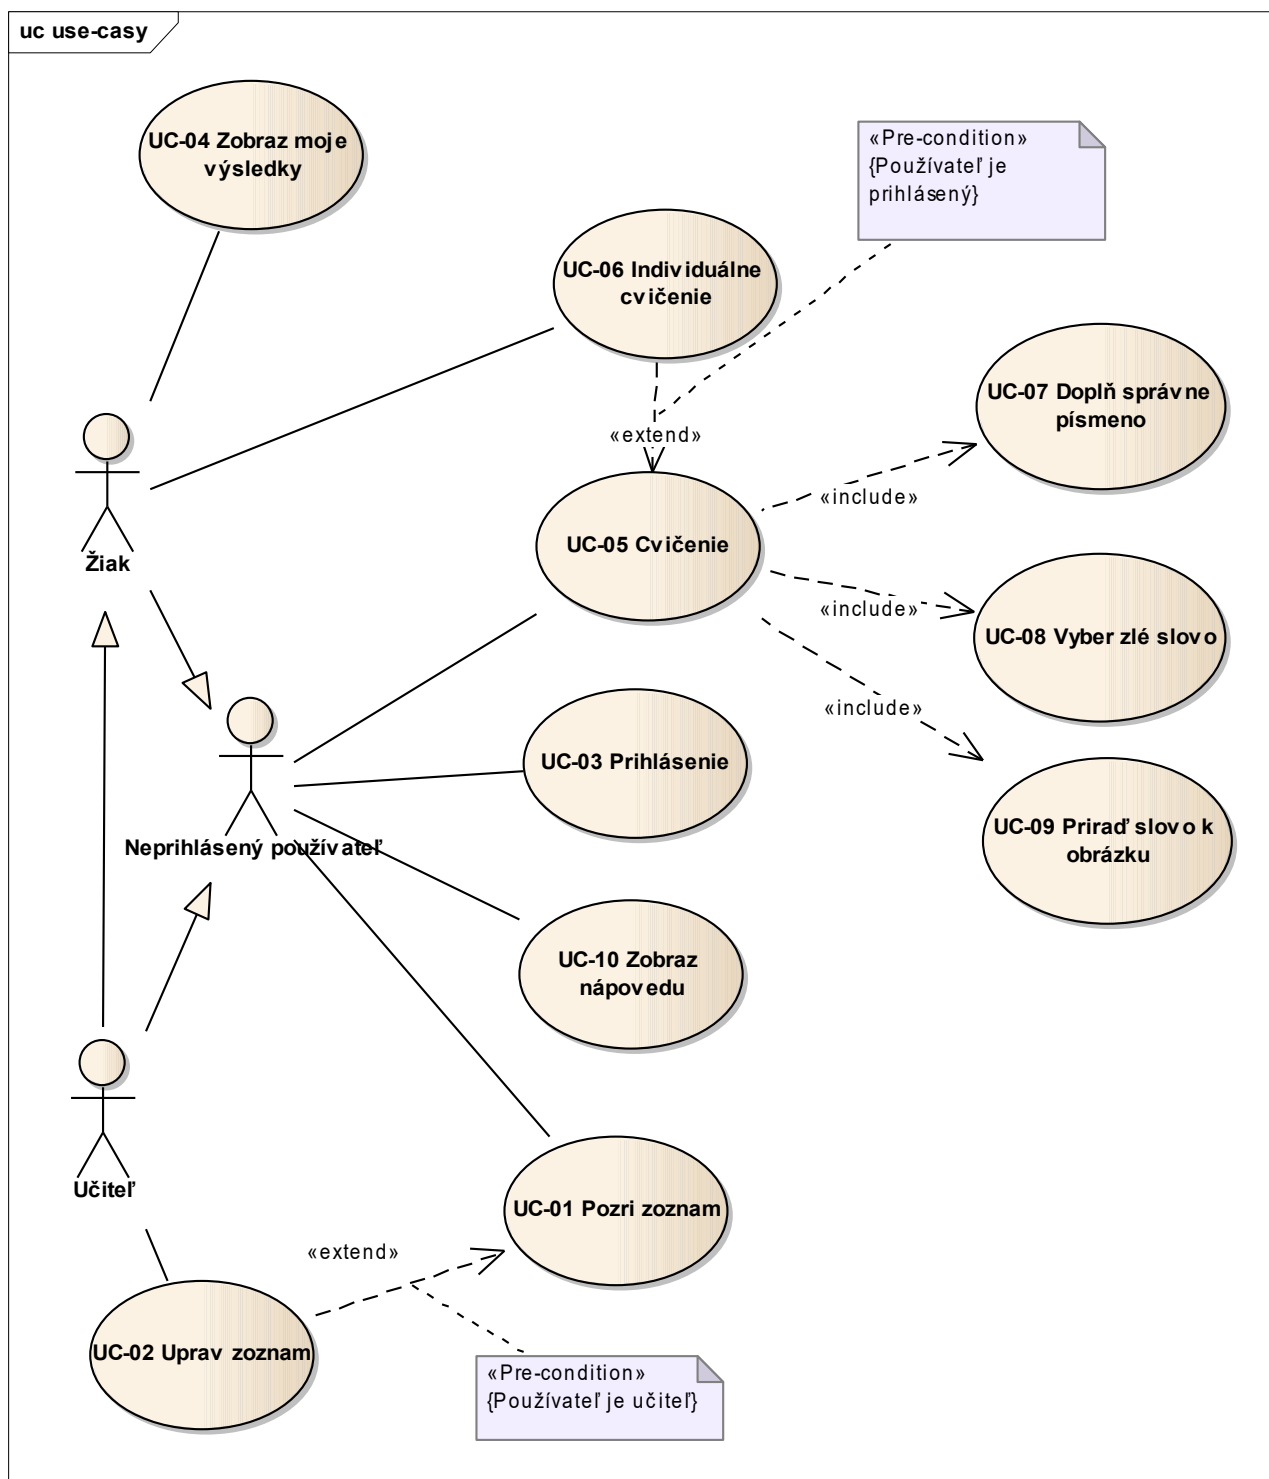 uc use-casy
UC-04 Zobraz moje
výsledky
«Pre-condition»
{Používateľ je
prihlásený}
UC-06 Individuálne
cvičenie
UC-07 Doplň správne
písmeno
«extend»
«include»
UC-05 Cvičenie
Žiak
«include»
UC-08 Vyber zlé slovo
«include»
UC-03 Prihlásenie
UC-09 Priraď slovo k
obrázku
Neprihlásený používateľ
UC-10 Zobraz
nápovedu
Učiteľ
UC-01 Pozri zoznam
«extend»
UC-02 Uprav zoznam
«Pre-condition»
{Používateľ je učiteľ}